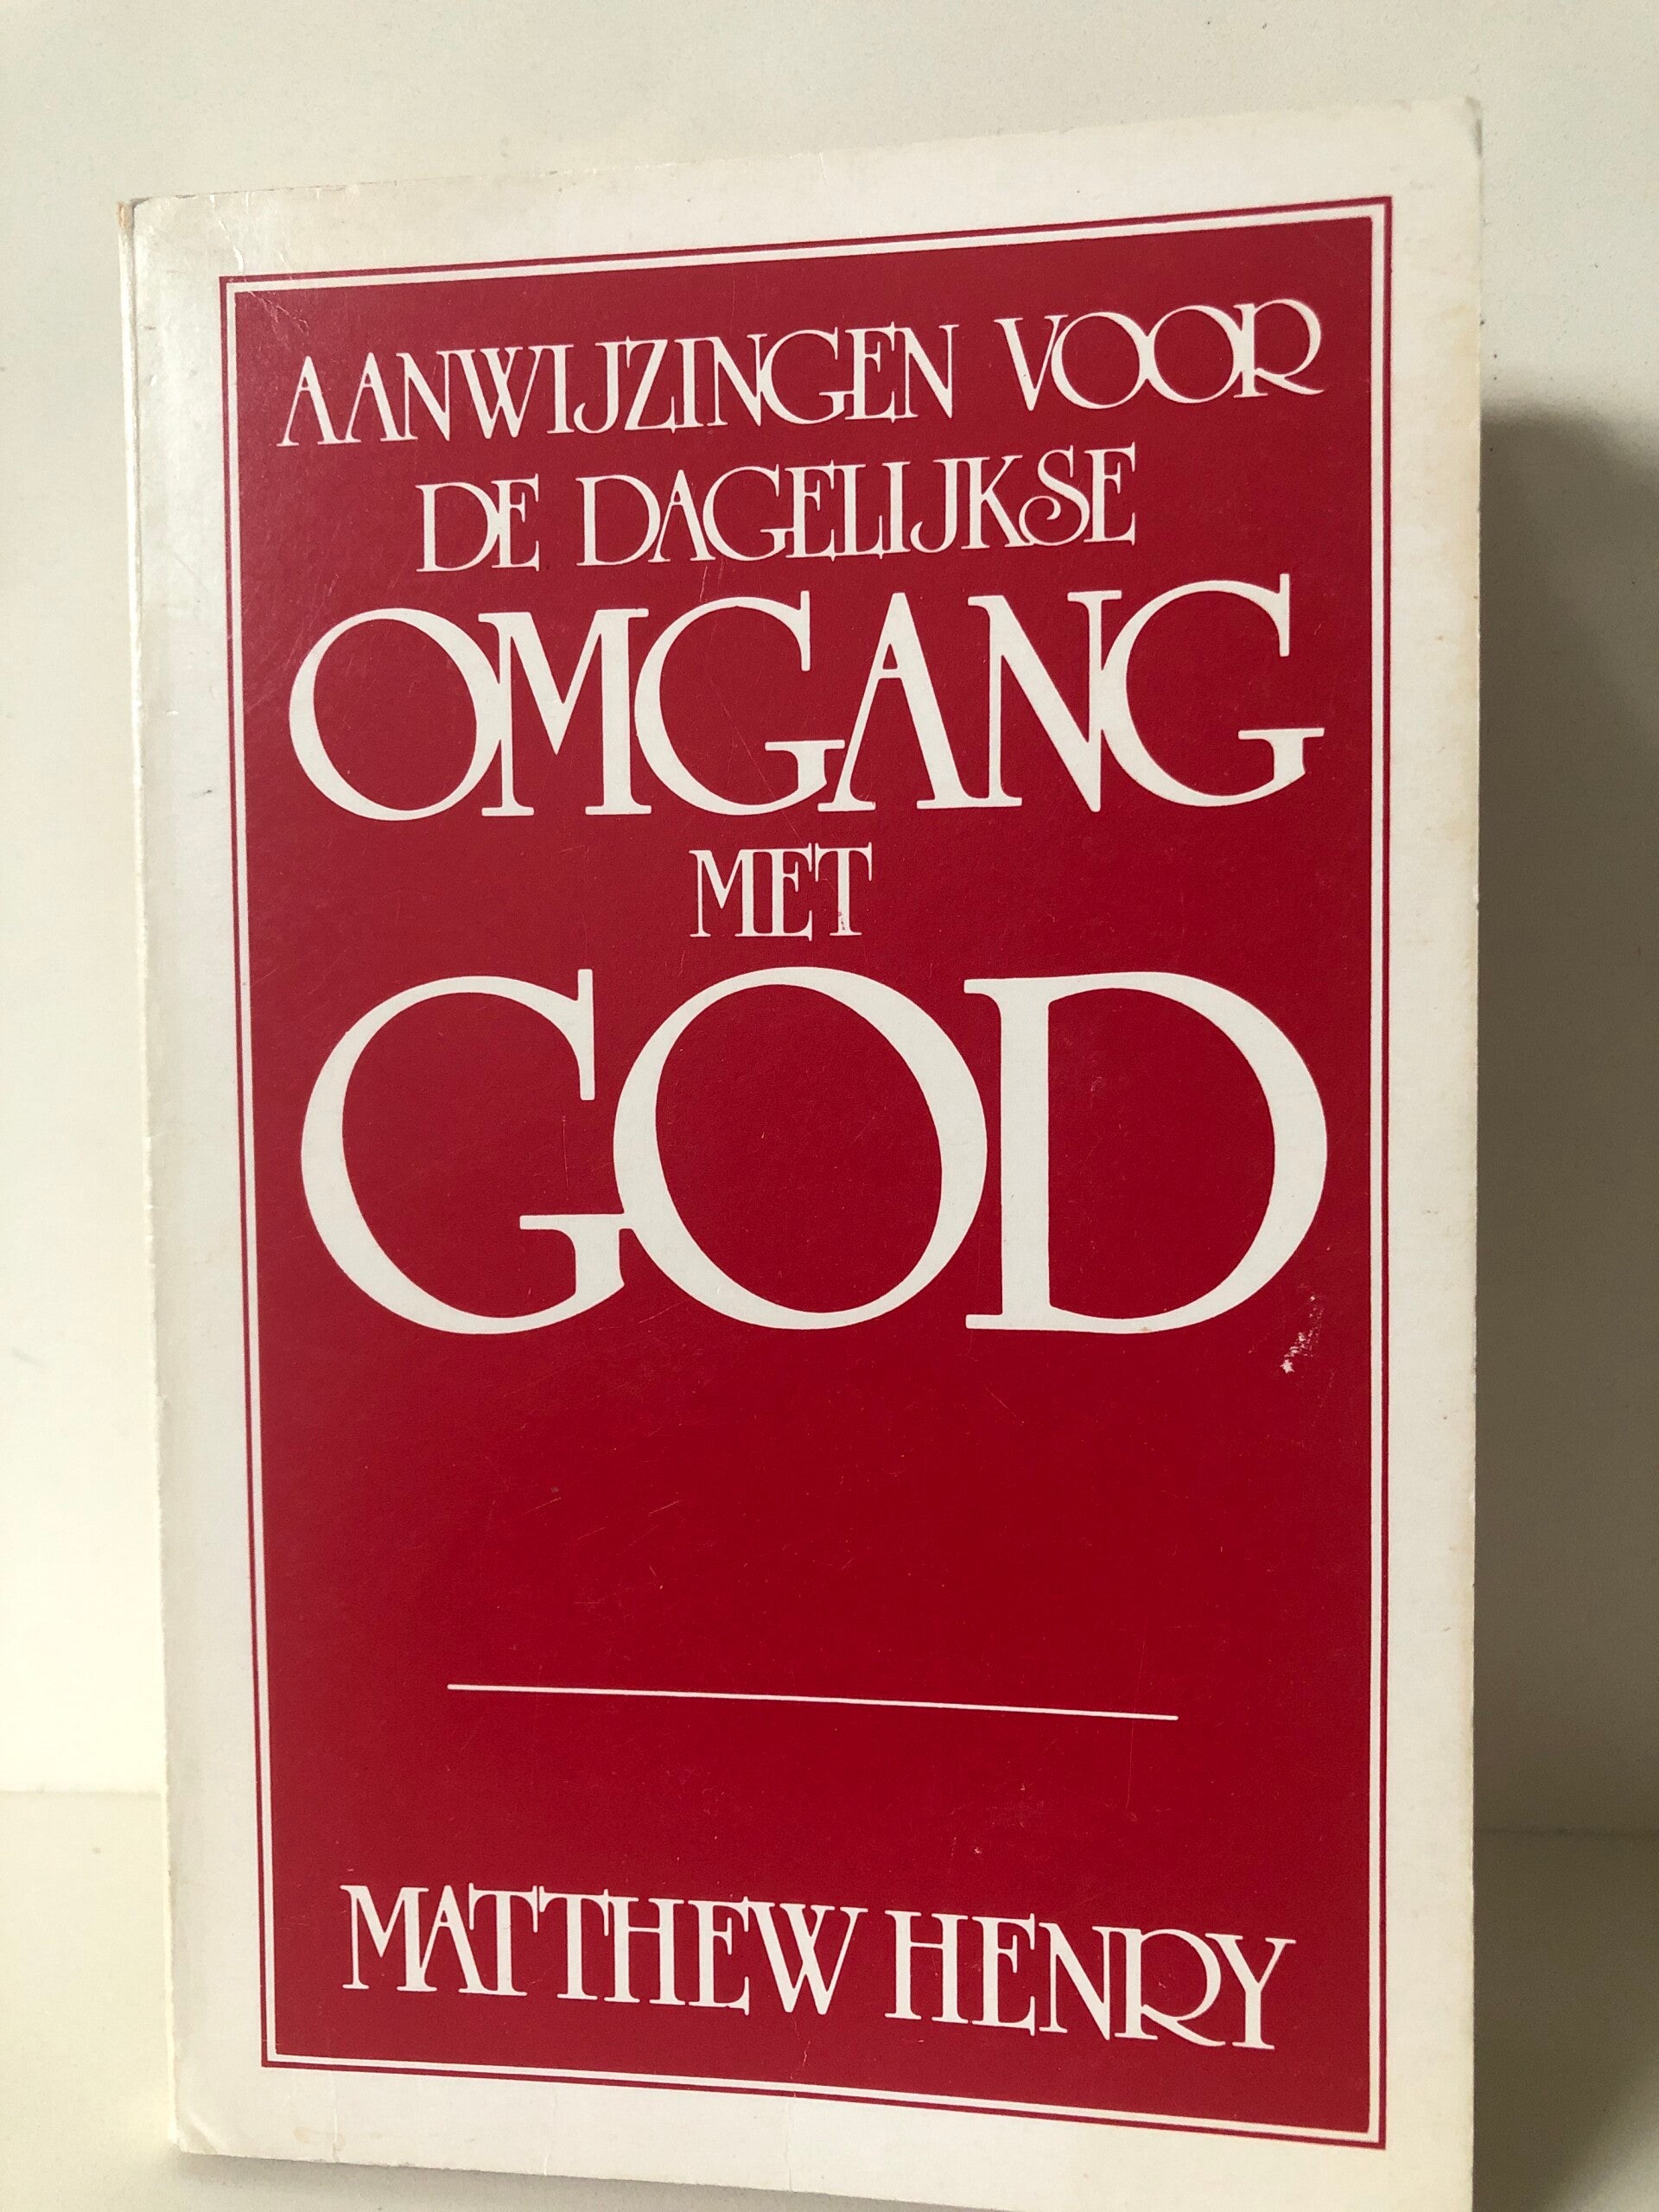 AANWIJZINGEN VOOR
DE DAGELIJKSE
OMGANG
MET
GOD
MATTHEW HENRY